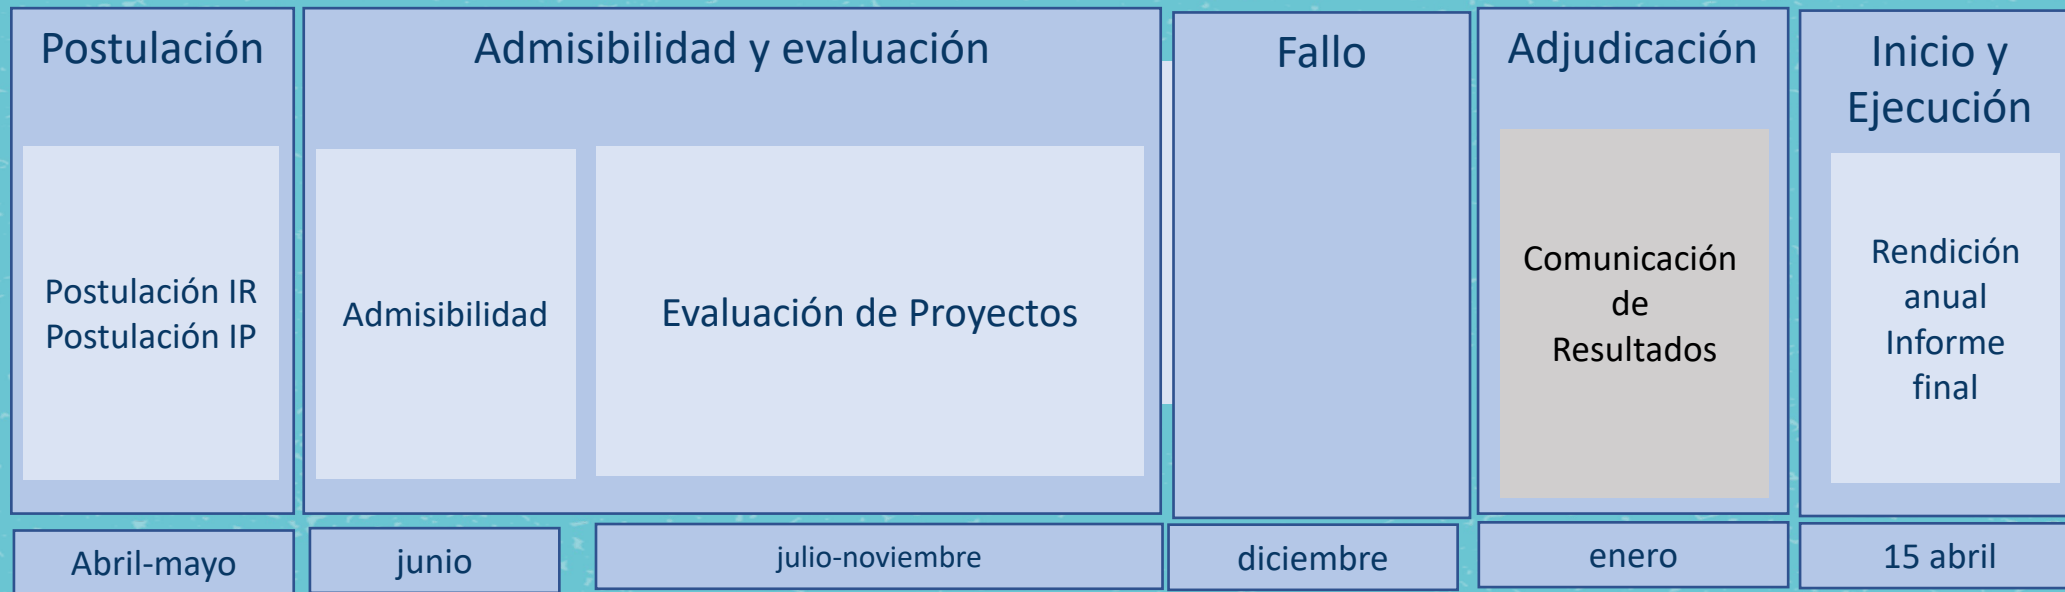 Postulación
Postulación IR
Postulación IP
Abril-mayo
Admisibilidad y evaluación
Admisibilidad
junio
Evaluación de Proyectos
julio-noviembre
Fallo
diciembre
Adjudicación
Comunicación
de
Resultados
enero
Inicio y
Ejecución
Rendición
anual
Informe
final
15 abril